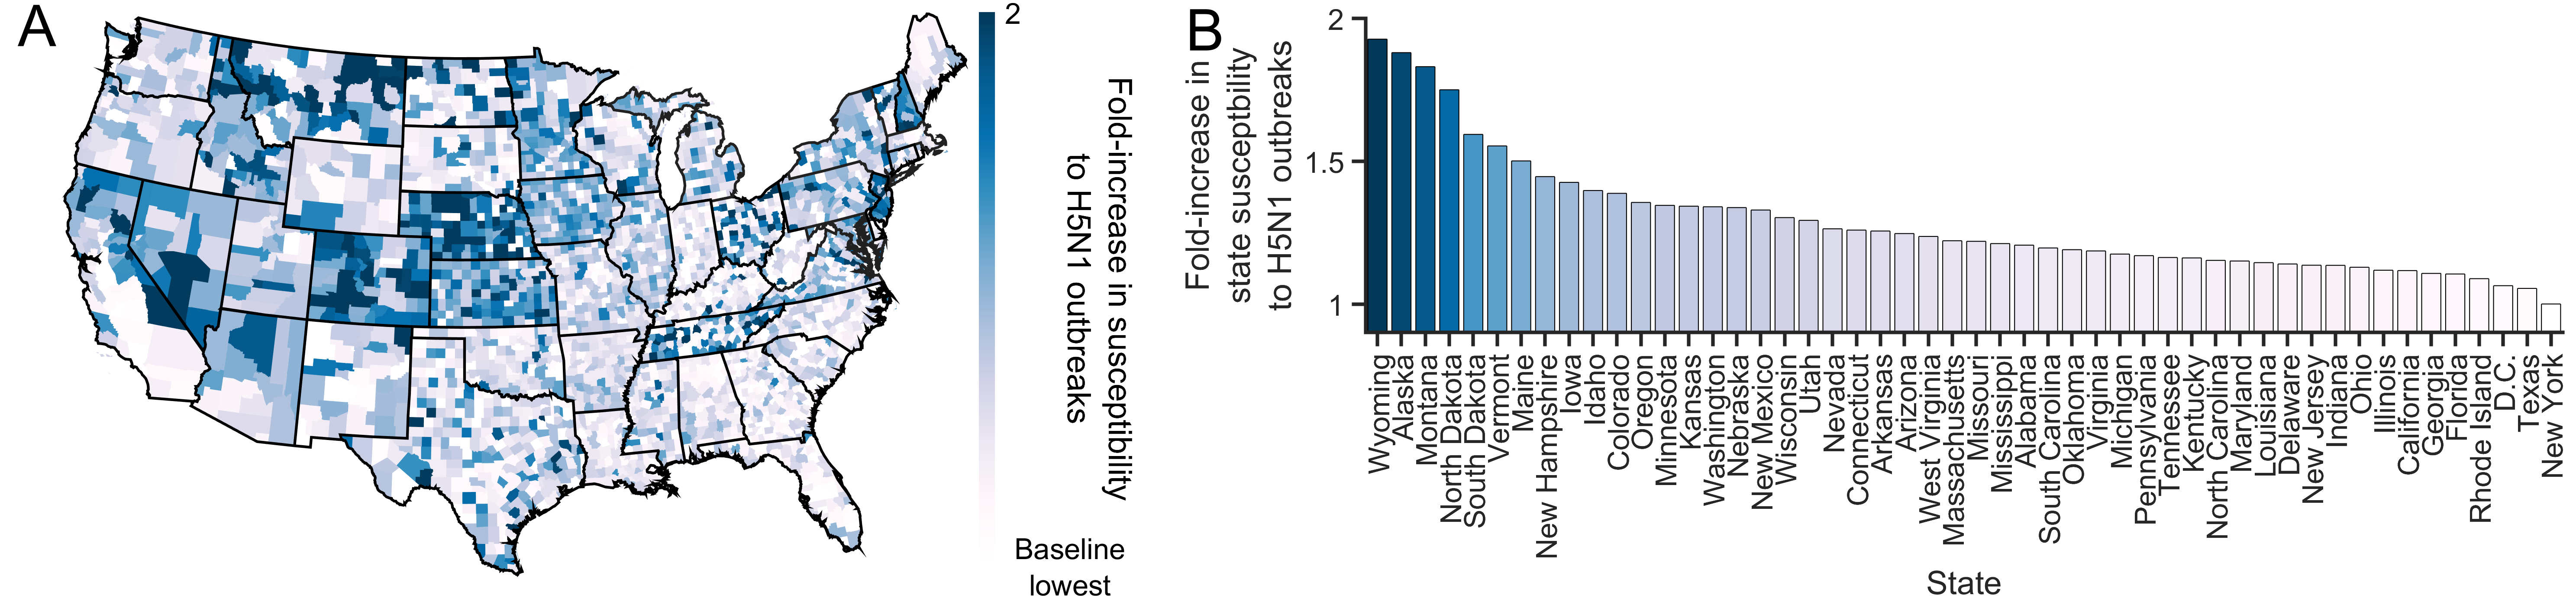 A
2
Fold-increase in susceptibility
to H5N1 outbreaks
Baseline
lowest
B
Fold-increase in
state susceptbility
to H5N1 outbreaks
2
1.5
1
Wyoming
Alaska
Montana
North Dakota
South Dakota
Vermont
Maine
New Hampshire
Iowa
Idaho
Colorado
Oregon
Minnesota
Kansas
Washington
Nebraska
New Mexico
Wisconsin
Utah
Nevada
Connecticut
Arkansas
Arizona
West Virginia
Massachusetts
Missouri
Mississippi
Alabama
South Carolina
Oklahoma
Virginia
Michigan
Pennsylvania
Tennessee
Kentucky
North Carolina
Maryland
Louisiana
Delaware
New Jersey
Indiana
Ohio
Illinois
California
Georgia
Florida
Rhode Island
D.C.
Texas
New York
State